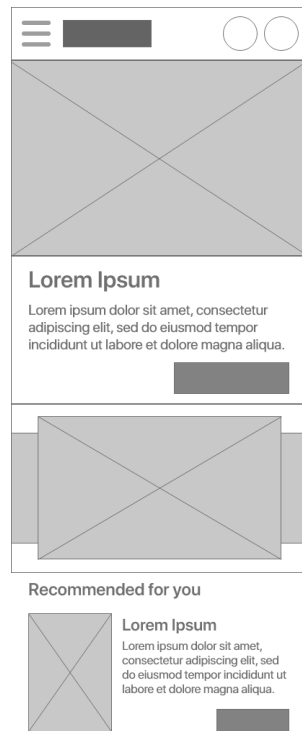 Lorem Ipsum
Lorem ipsum dolor sit amet, consectetur
adipiscing elit, sed do eiusmod tempor
incididunt ut labore et dolore magna aliqua.
Recommended for you
Lorem Ipsum
Lorem ipsum dolor sit amet,
consectetur adipiscing elit, sed
do eiusmod tempor incididunt ut
labore et dolore magna aliqua.